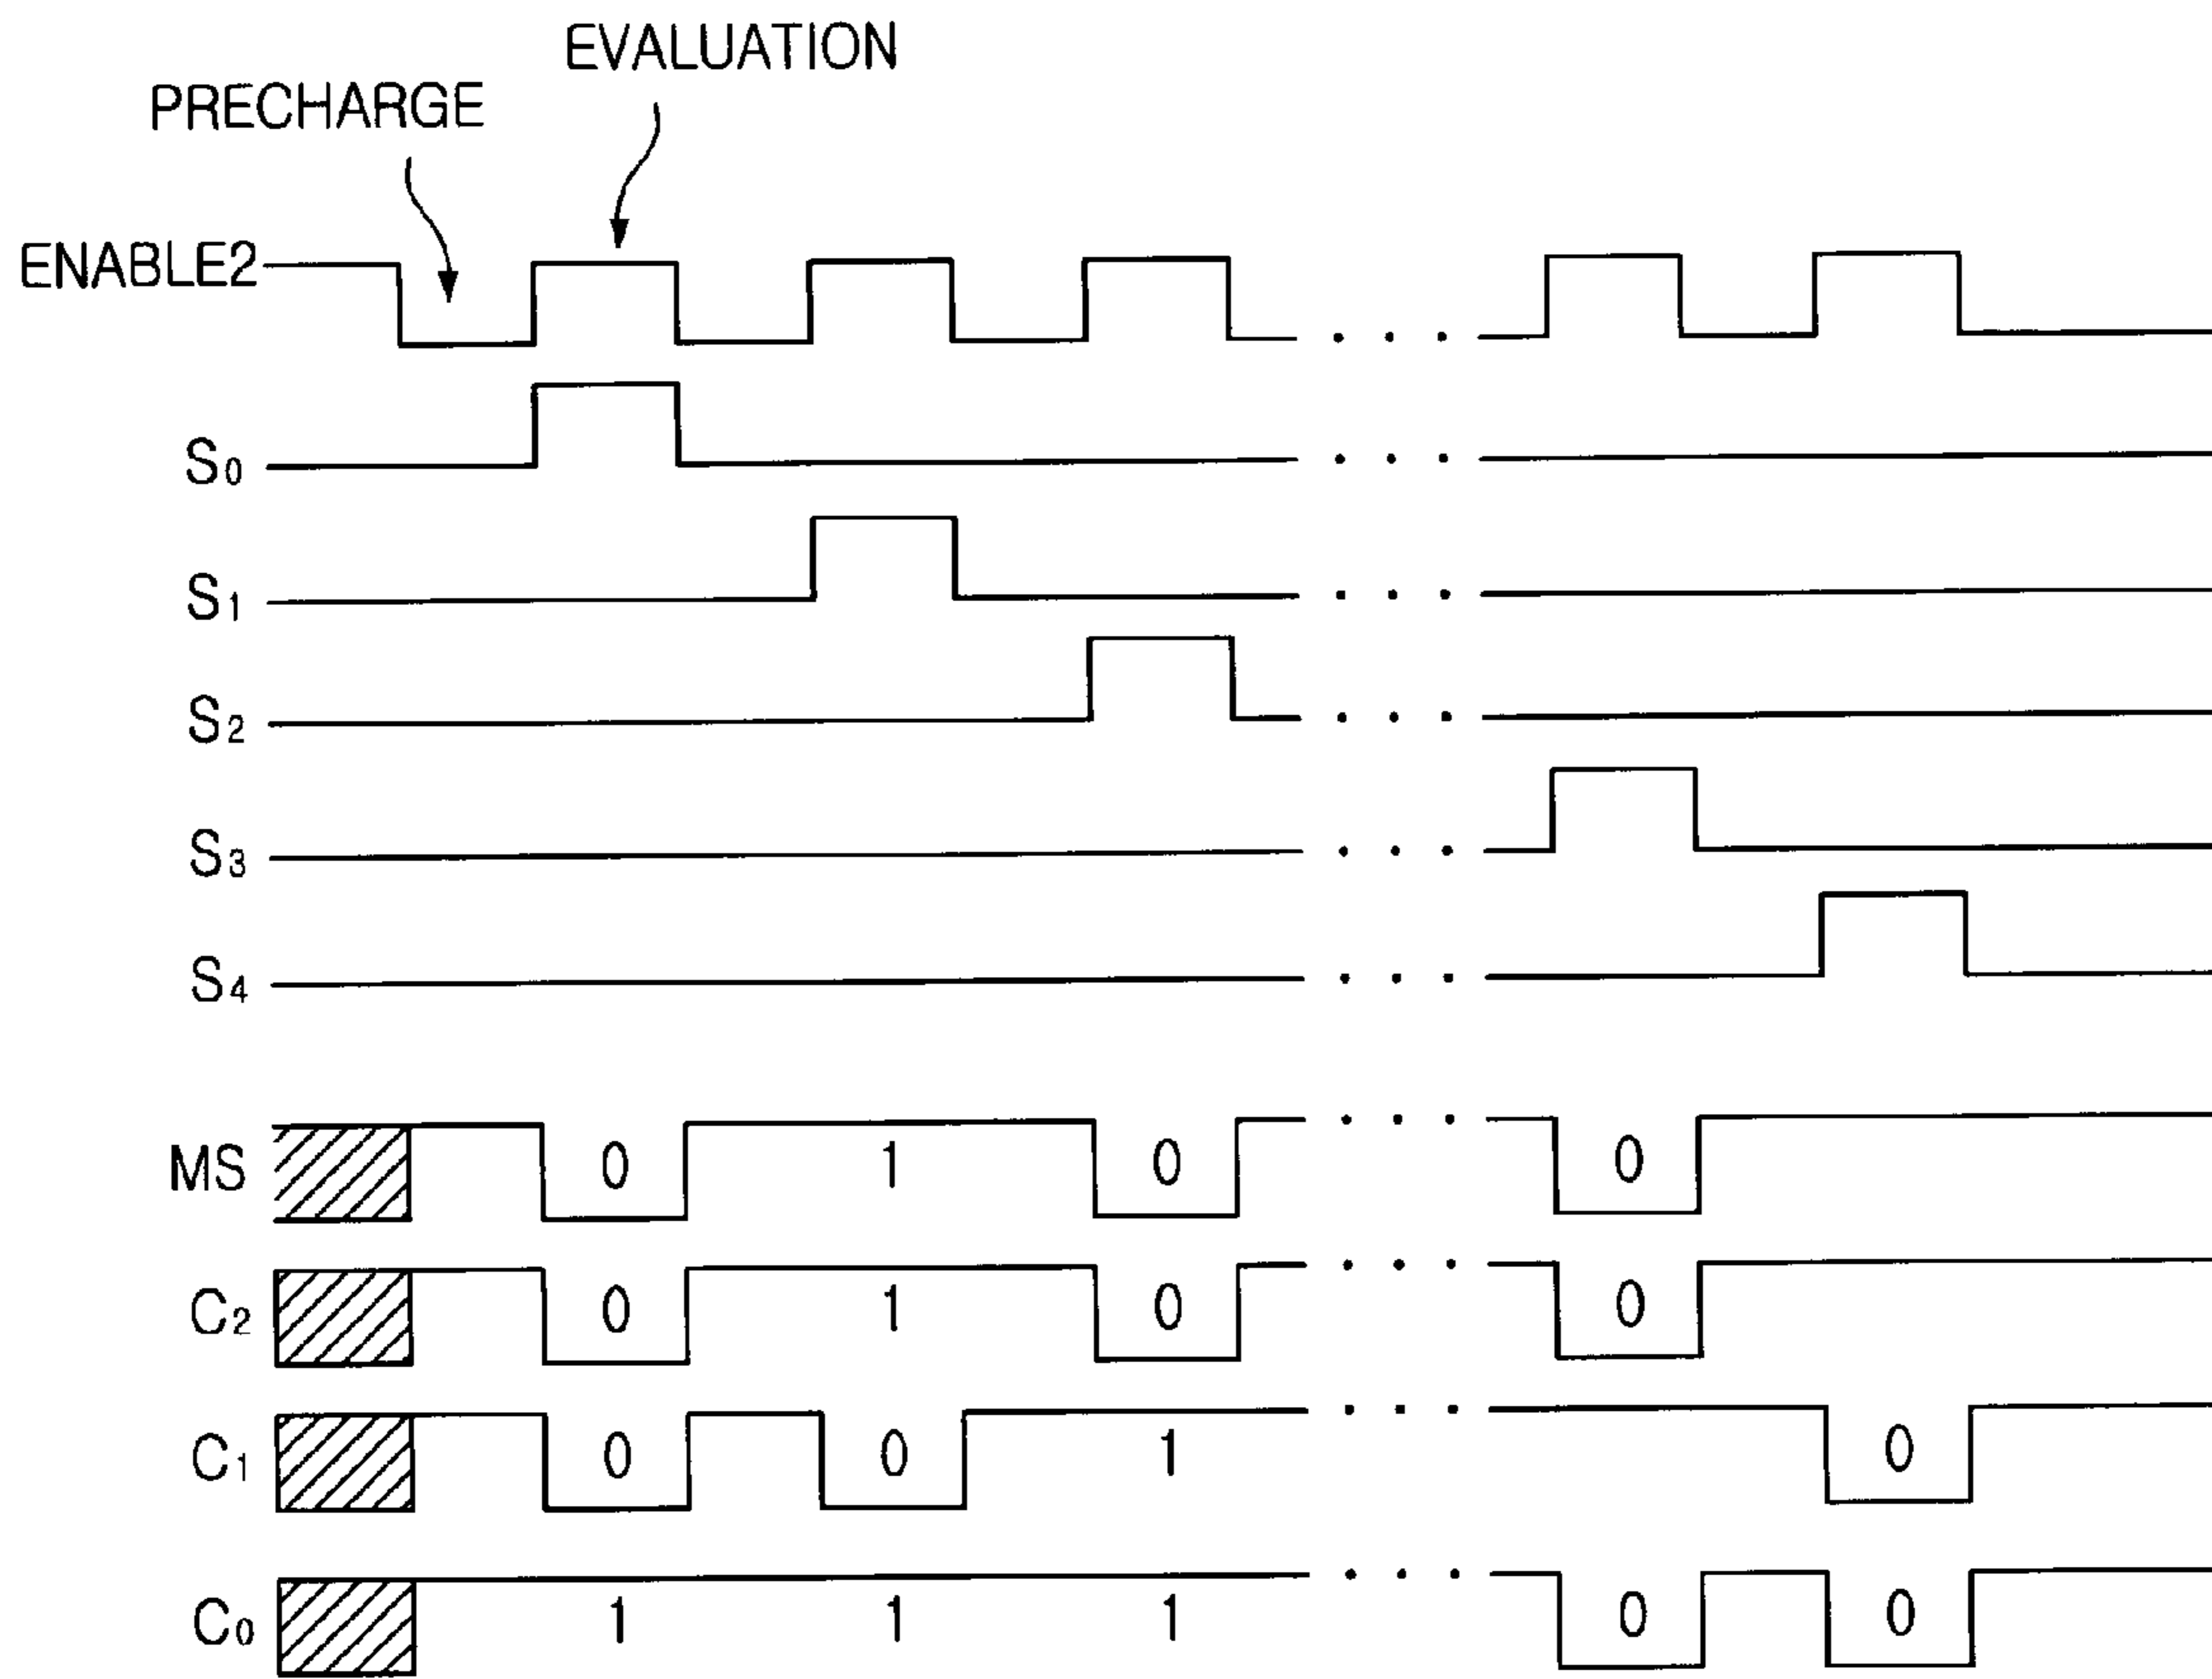 EVALUATION
PRECHARGE
ENABLE2 . . .
S0 . . .
S1 . . .
S2 . . .
S3 . . .
S4 . . .
MS 0 1 0 . . . 0
C2 0 1 0 . . . 0
C1 0 0 1 . . . 0
C0 1 1 1 . . . 0 0